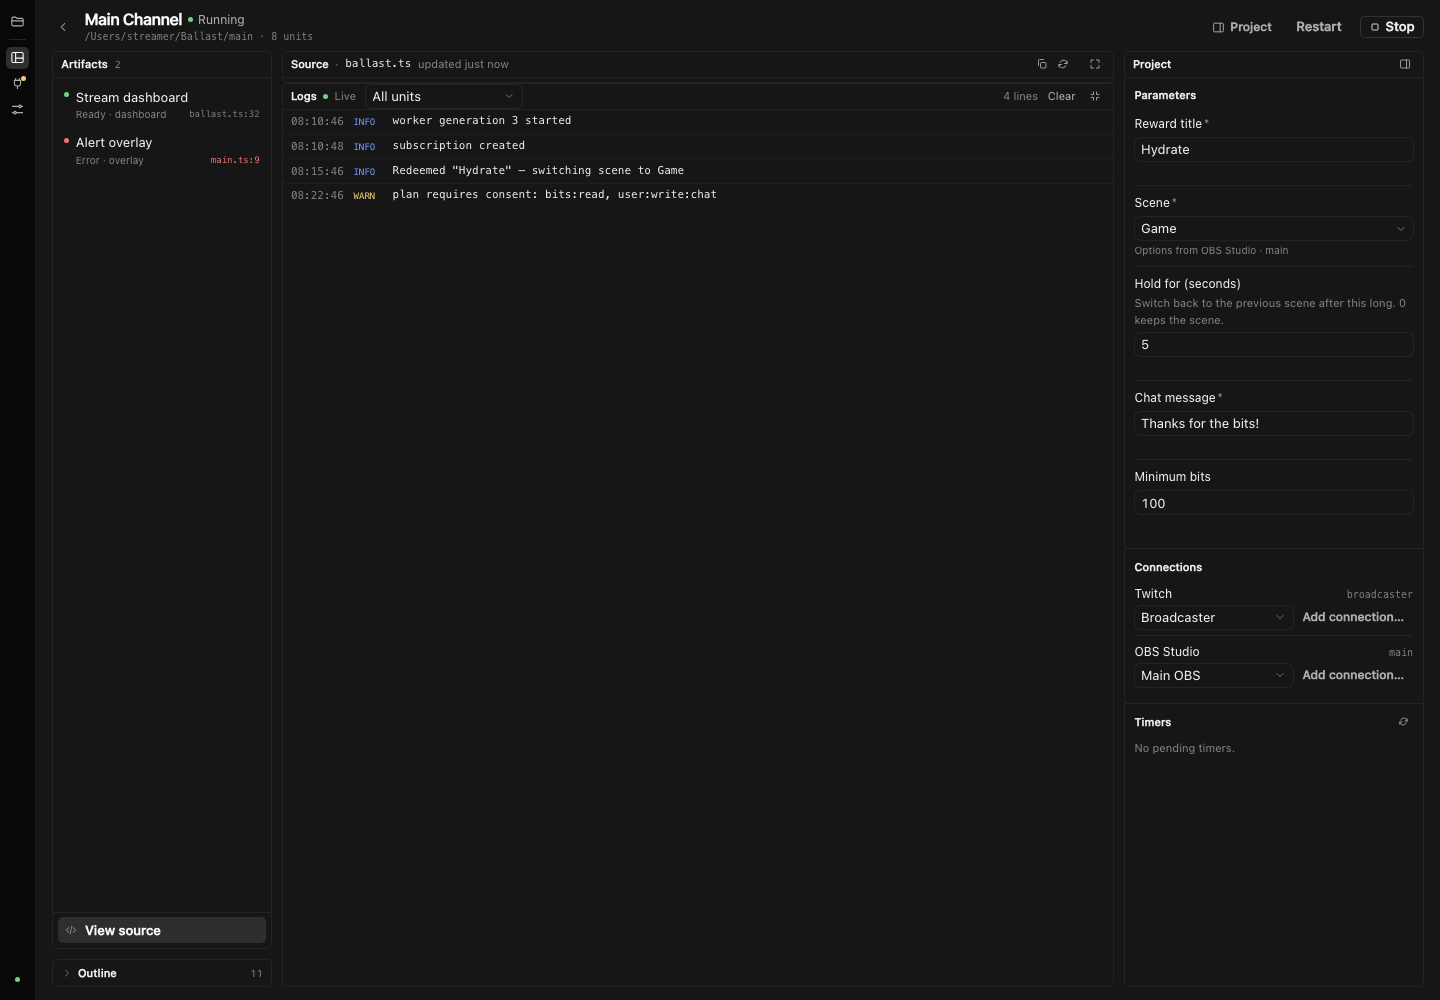 Main Channel Running
/Users/streamer/Ballast/main · 8 units
Project Restart Stop
Artifacts 2
Stream dashboard
Ready · dashboard ballast.ts:32
Alert overlay
Error · overlay main.ts:9
View source
Outline 11
Source · ballast.ts updated just now
Logs Live All units 4 lines Clear
08:10:46 INFO worker generation 3 started
08:10:48 INFO subscription created
08:15:46 INFO Redeemed "Hydrate" — switching scene to Game
08:22:46 WARN plan requires consent: bits:read, user:write:chat
Project
Parameters
Reward title *
Hydrate
Scene *
Game
Options from OBS Studio · main
Hold for (seconds)
Switch back to the previous scene after this long. 0
keeps the scene.
5
Chat message *
Thanks for the bits!
Minimum bits
100
Connections
Twitch broadcaster
Broadcaster Add connection...
OBS Studio main
Main OBS Add connection...
Timers
No pending timers.